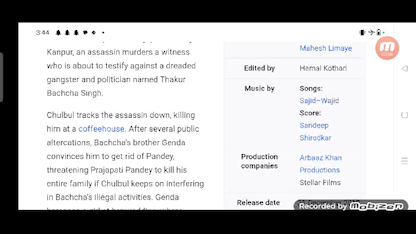 3:44
Kanpur, an assassin murders a witness
who is about to testify against a dreaded
gangster and politician named Thakur
Bachcha Singh.
Chulbul tracks the assassin down, killing
him at a coffeehouse. After several public
altercations, Bachcha's brother Genda
convinces him to get rid of Pandey,
threatening Prajapati Pandey to kill his
entire family if Chulbul keeps on interfering
in Bachcha's illegal activities. Genda
Mahesh Limaye
Edited by Hemal Kothari
Music by Songs:
Sajid–Wajid
Score:
Sandeep
Shirodkar
Production companies
Arbaaz Khan
Productions
Stellar Films
Release date
Recorded by Mobizen